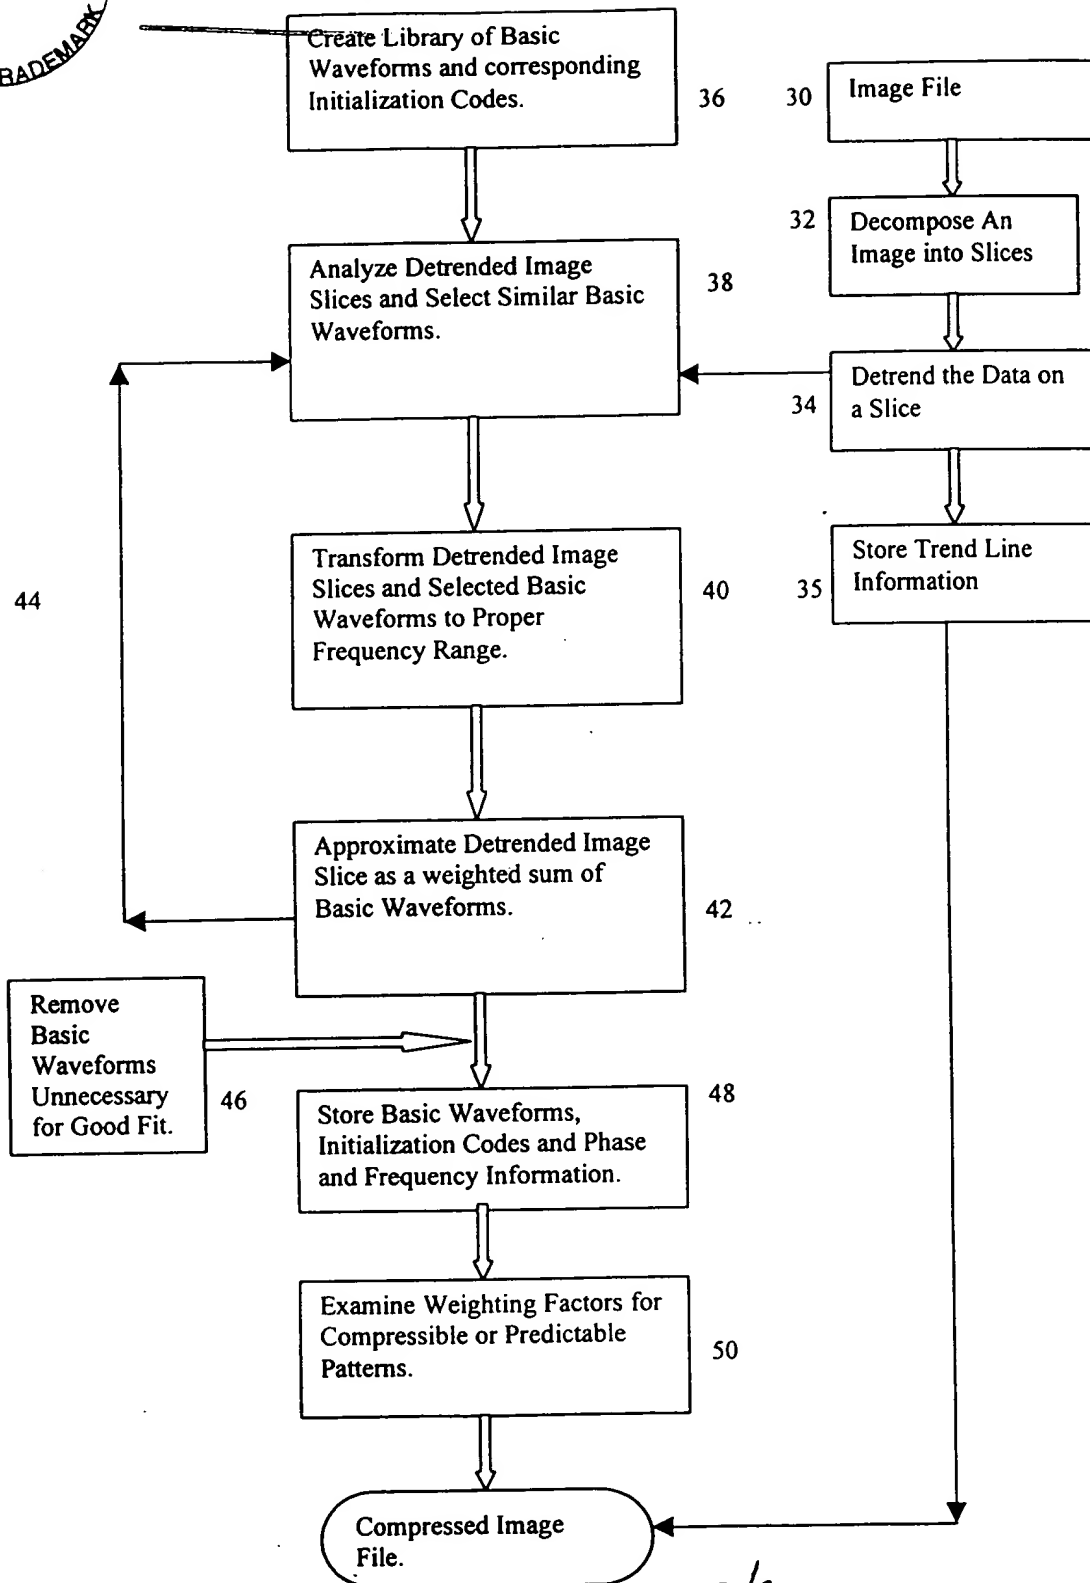 RADEMARK
Create Library of Basic
Waveforms and corresponding
Initialization Codes.
36
30
Image File
32
Decompose An
Image into Slices
Analyze Detrended Image
Slices and Select Similar Basic
Waveforms.
38
34
Detrend the Data on
a Slice
44
Transform Detrended Image
Slices and Selected Basic
Waveforms to Proper
Frequency Range.
40
35
Store Trend Line
Information
Approximate Detrended Image
Slice as a weighted sum of
Basic Waveforms.
42
Remove
Basic
Waveforms
Unnecessary
for Good Fit.
46
Store Basic Waveforms,
Initialization Codes and Phase
and Frequency Information.
48
Examine Weighting Factors for
Compressible or Predictable
Patterns.
50
Compressed Image
File.